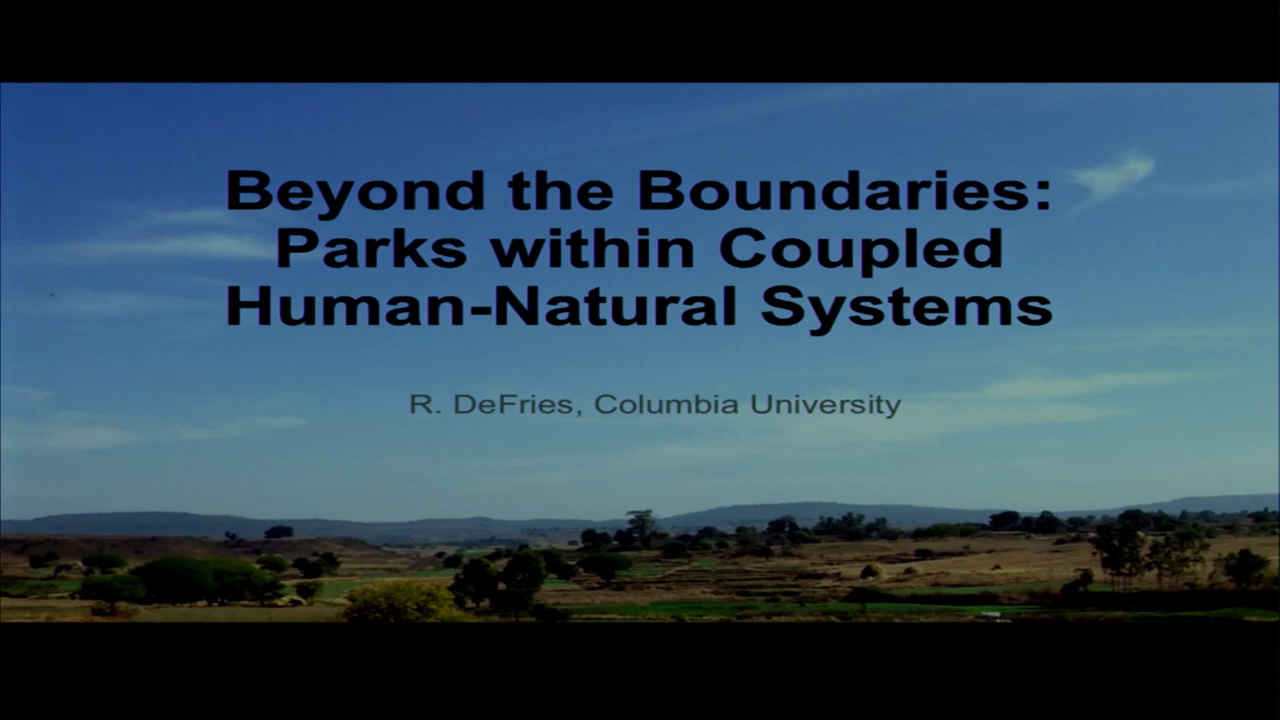 Beyond the Boundaries:
Parks within Coupled
Human-Natural Systems
R. DeFries, Columbia University